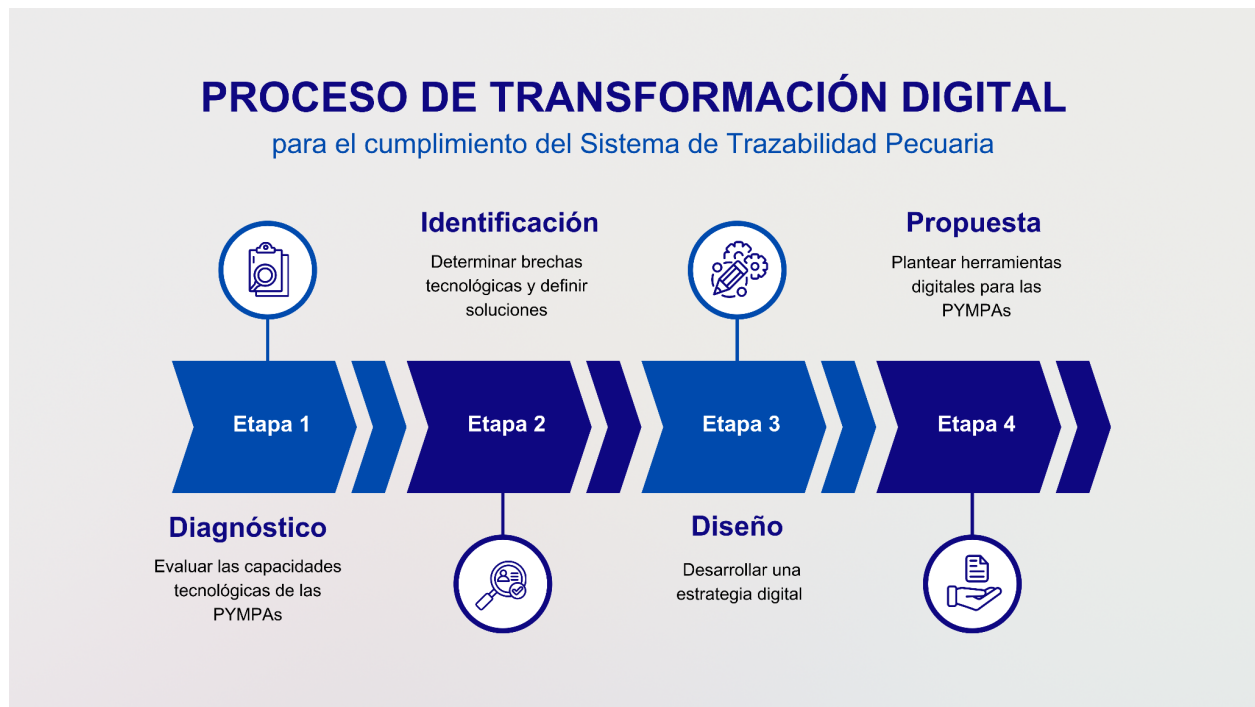 PROCESO DE TRANSFORMACIÓN DIGITAL
para el cumplimiento del Sistema de Trazabilidad Pecuaria
Etapa 1
Diagnóstico
Evaluar las capacidades
tecnológicas de las
PYMPAs
Identificación
Determinar brechas
tecnológicas y definir
soluciones
Etapa 2
Etapa 3
Diseño
Desarrollar una
estrategia digital
Propuesta
Plantear herramientas
digitales para las
PYMPAs
Etapa 4